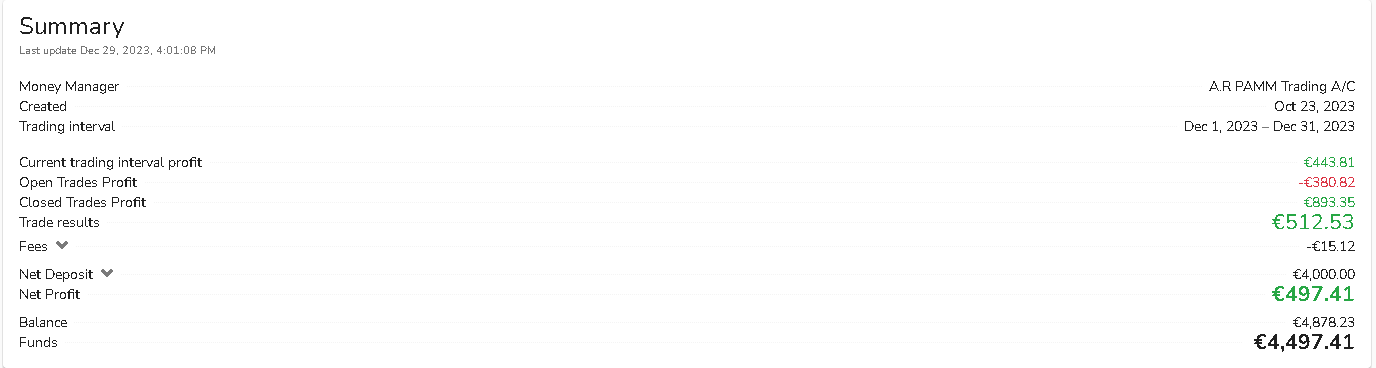 Summary
Last update Dec 29, 2023, 4:01:08 PM
Money Manager A.R PAMM Trading A/C
Created Oct 23, 2023
Trading interval Dec 1, 2023 – Dec 31, 2023
Current trading interval profit €443.81
Open Trades Profit -€380.82
Closed Trades Profit €893.35
Trade results €512.53
Fees -€15.12
Net Deposit €4,000.00
Net Profit €497.41
Balance €4,878.23
Funds €4,497.41